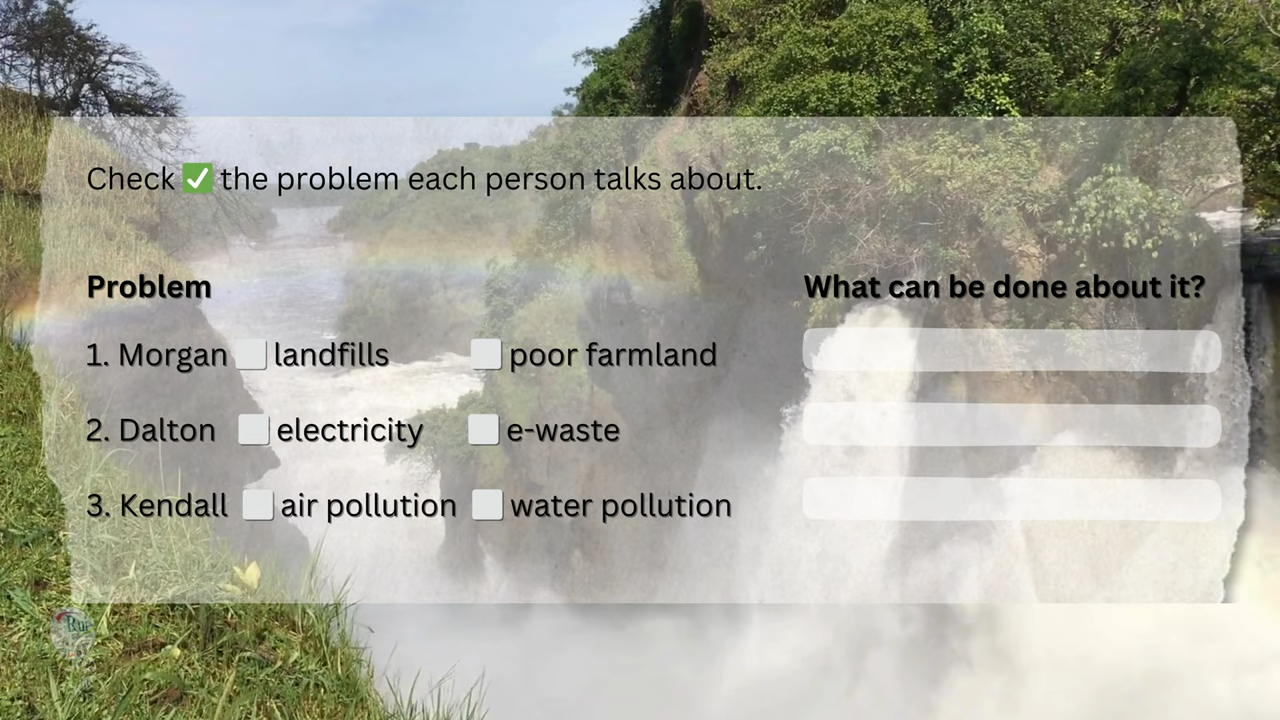 Check ✅ the problem each person talks about.
Problem What can be done about it?
1. Morgan landfills poor farmland
2. Dalton electricity e-waste
3. Kendall air pollution water pollution